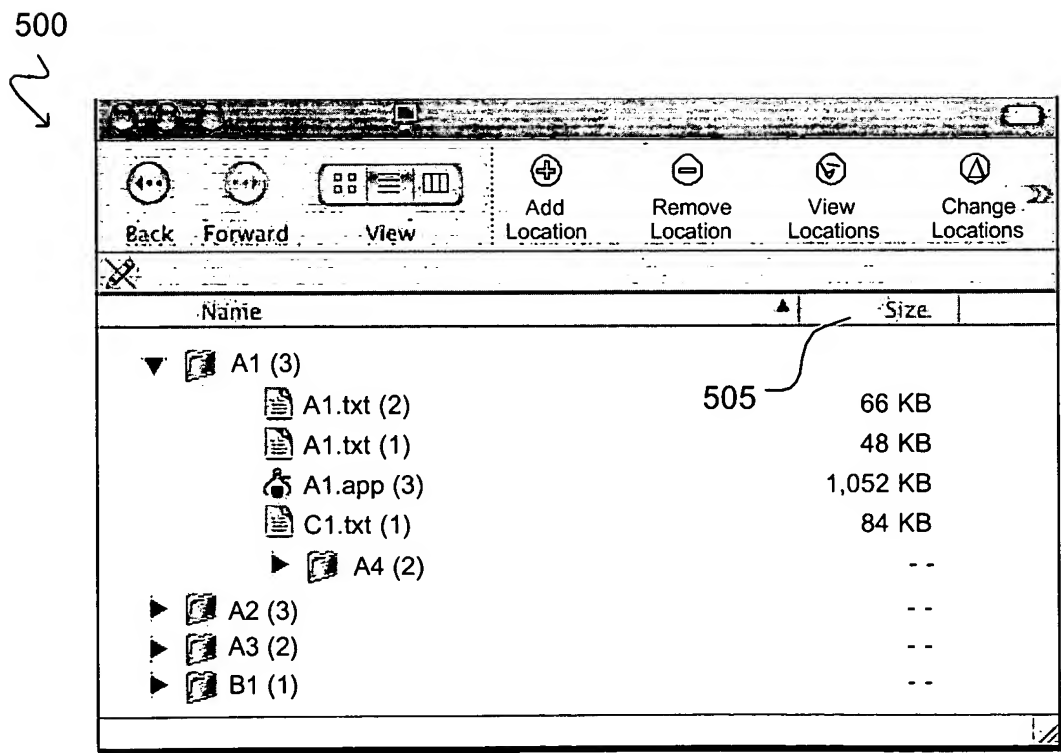 500
Back Forward View Add Location Remove Location View Locations Change Locations
Name Size
A1 (3)
505
A1.txt (2) 66 KB
A1.txt (1) 48 KB
A1.app (3) 1,052 KB
C1.txt (1) 84 KB
A4 (2) - -
A2 (3) - -
A3 (2) - -
B1 (1) - -